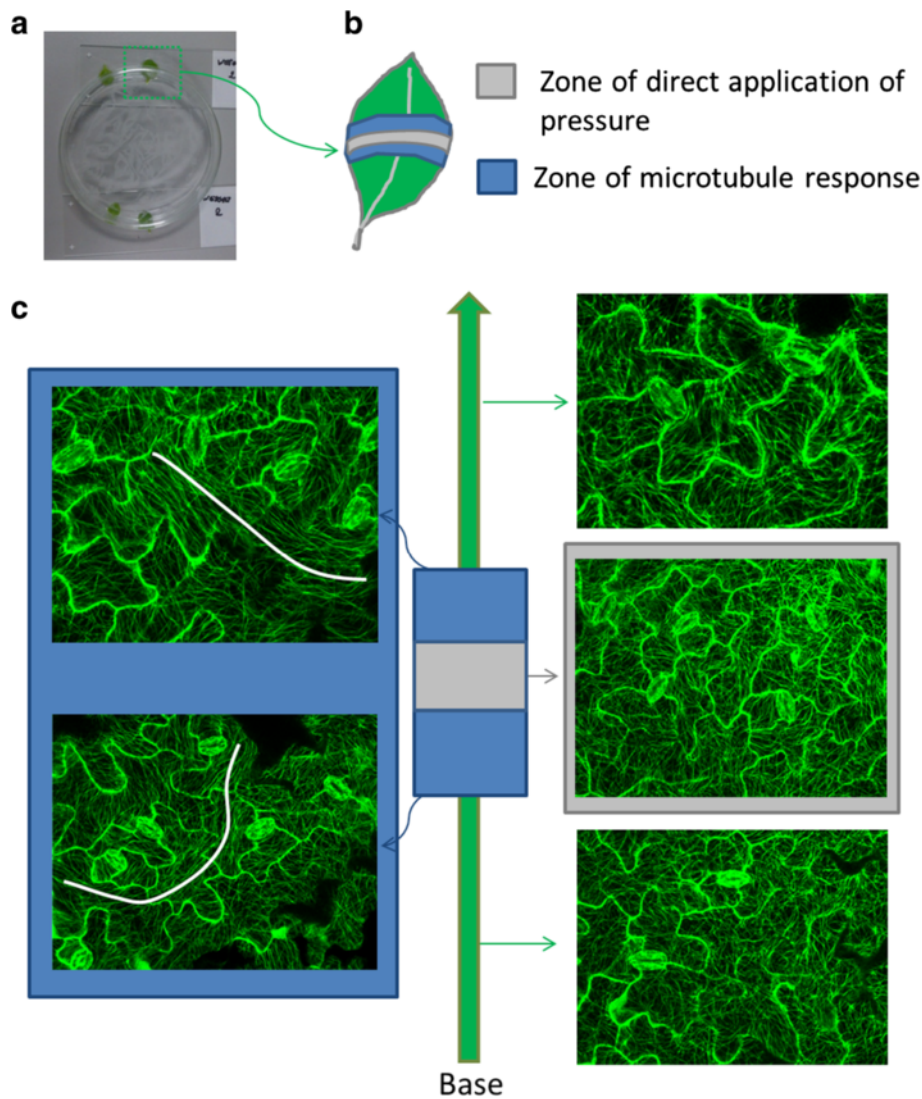 a
b
Zone of direct application of
pressure
Zone of microtubule response
c
Base